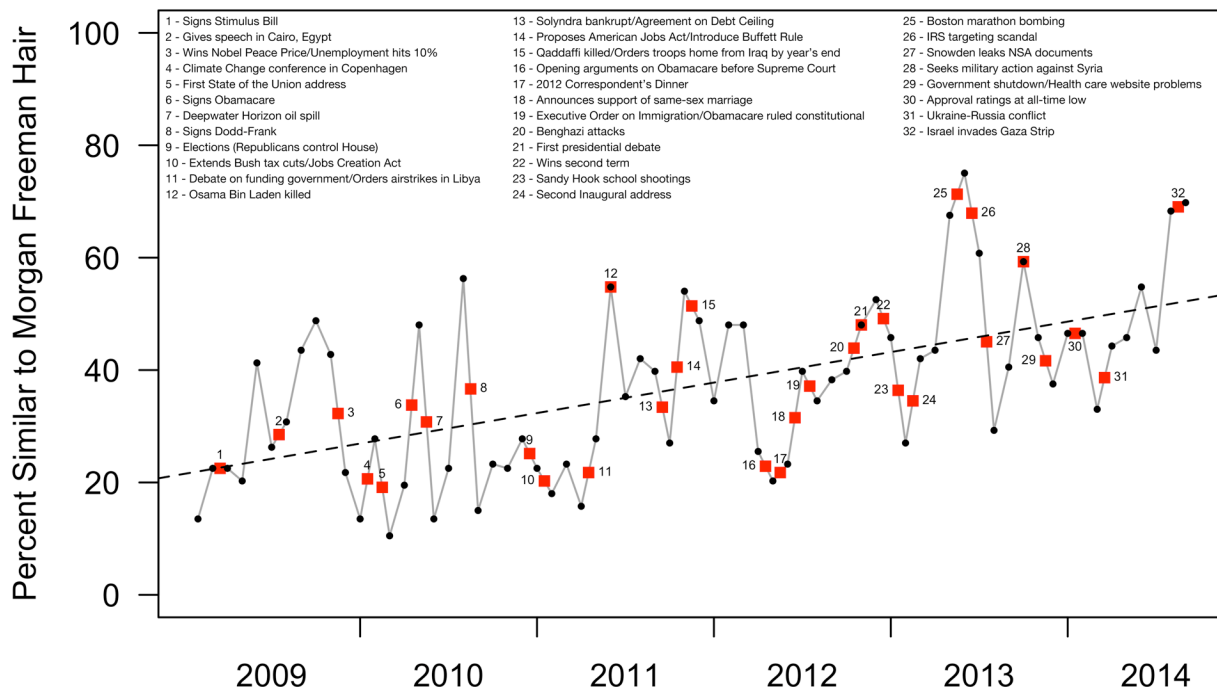 Percent Similar to Morgan Freeman Hair
100
80
60
40
20
0
1 - Signs Stimulus Bill
2 - Gives speech in Cairo, Egypt
3 - Wins Nobel Peace Price/Unemployment hits 10%
4 - Climate Change conference in Copenhagen
5 - First State of the Union address
6 - Signs Obamacare
7 - Deepwater Horizon oil spill
8 - Signs Dodd-Frank
9 - Elections (Republicans control House)
10 - Extends Bush tax cuts/Jobs Creation Act
11 - Debate on funding government/Orders airstrikes in Libya
12 - Osama Bin Laden killed
13 - Solyndra bankrupt/Agreement on Debt Ceiling
14 - Proposes American Jobs Act/Introduce Buffett Rule
15 - Qaddaffi killed/Orders troops home from Iraq by year's end
16 - Opening arguments on Obamacare before Supreme Court
17 - 2012 Correspondent's Dinner
18 - Announces support of same-sex marriage
19 - Executive Order on Immigration/Obamacare ruled constitutional
20 - Benghazi attacks
21 - First presidential debate
22 - Wins second term
23 - Sandy Hook school shootings
24 - Second Inaugural address
25 - Boston marathon bombing
26 - IRS targeting scandal
27 - Snowden leaks NSA documents
28 - Seeks military action against Syria
29 - Government shutdown/Health care website problems
30 - Approval ratings at all-time low
31 - Ukraine-Russia conflict
32 - Israel invades Gaza Strip
1
2
3
4
5
6
7
8
9
10
11
12
13
14
15
16
17
18
19
20
21
22
23
24
25
26
27
28
29
30
31
32
2009
2010
2011
2012
2013
2014